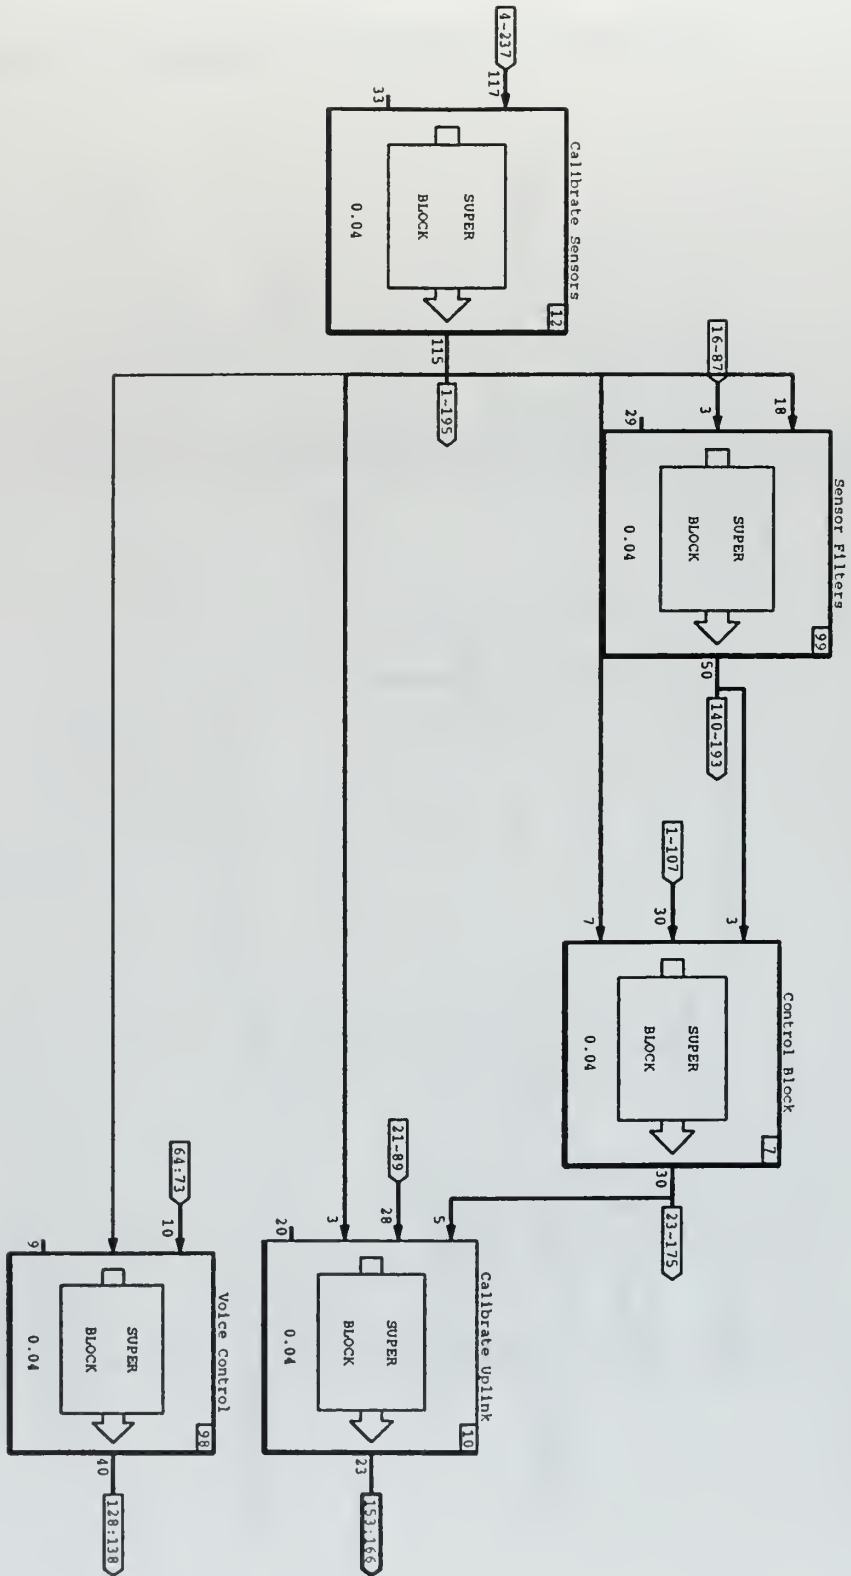 Calibrate Sensors
4~237
117
33
SUPER
BLOCK
0.04
12
115
1~195
Sensor Filters
18
16~87
3
29
SUPER
BLOCK
0.04
99
50
140~193
Control Block
3
1~107
30
7
SUPER
BLOCK
0.04
7
30
23~175
Calibrate Uplink
5
21~89
28
3
20
SUPER
BLOCK
0.04
10
23
153:166
Voice Control
64:73
10
9
SUPER
BLOCK
0.04
98
40
128:138